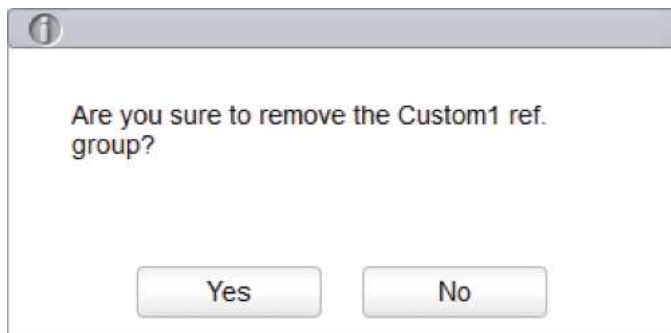 Are you sure to remove the Custom1 ref.
group?
Yes No